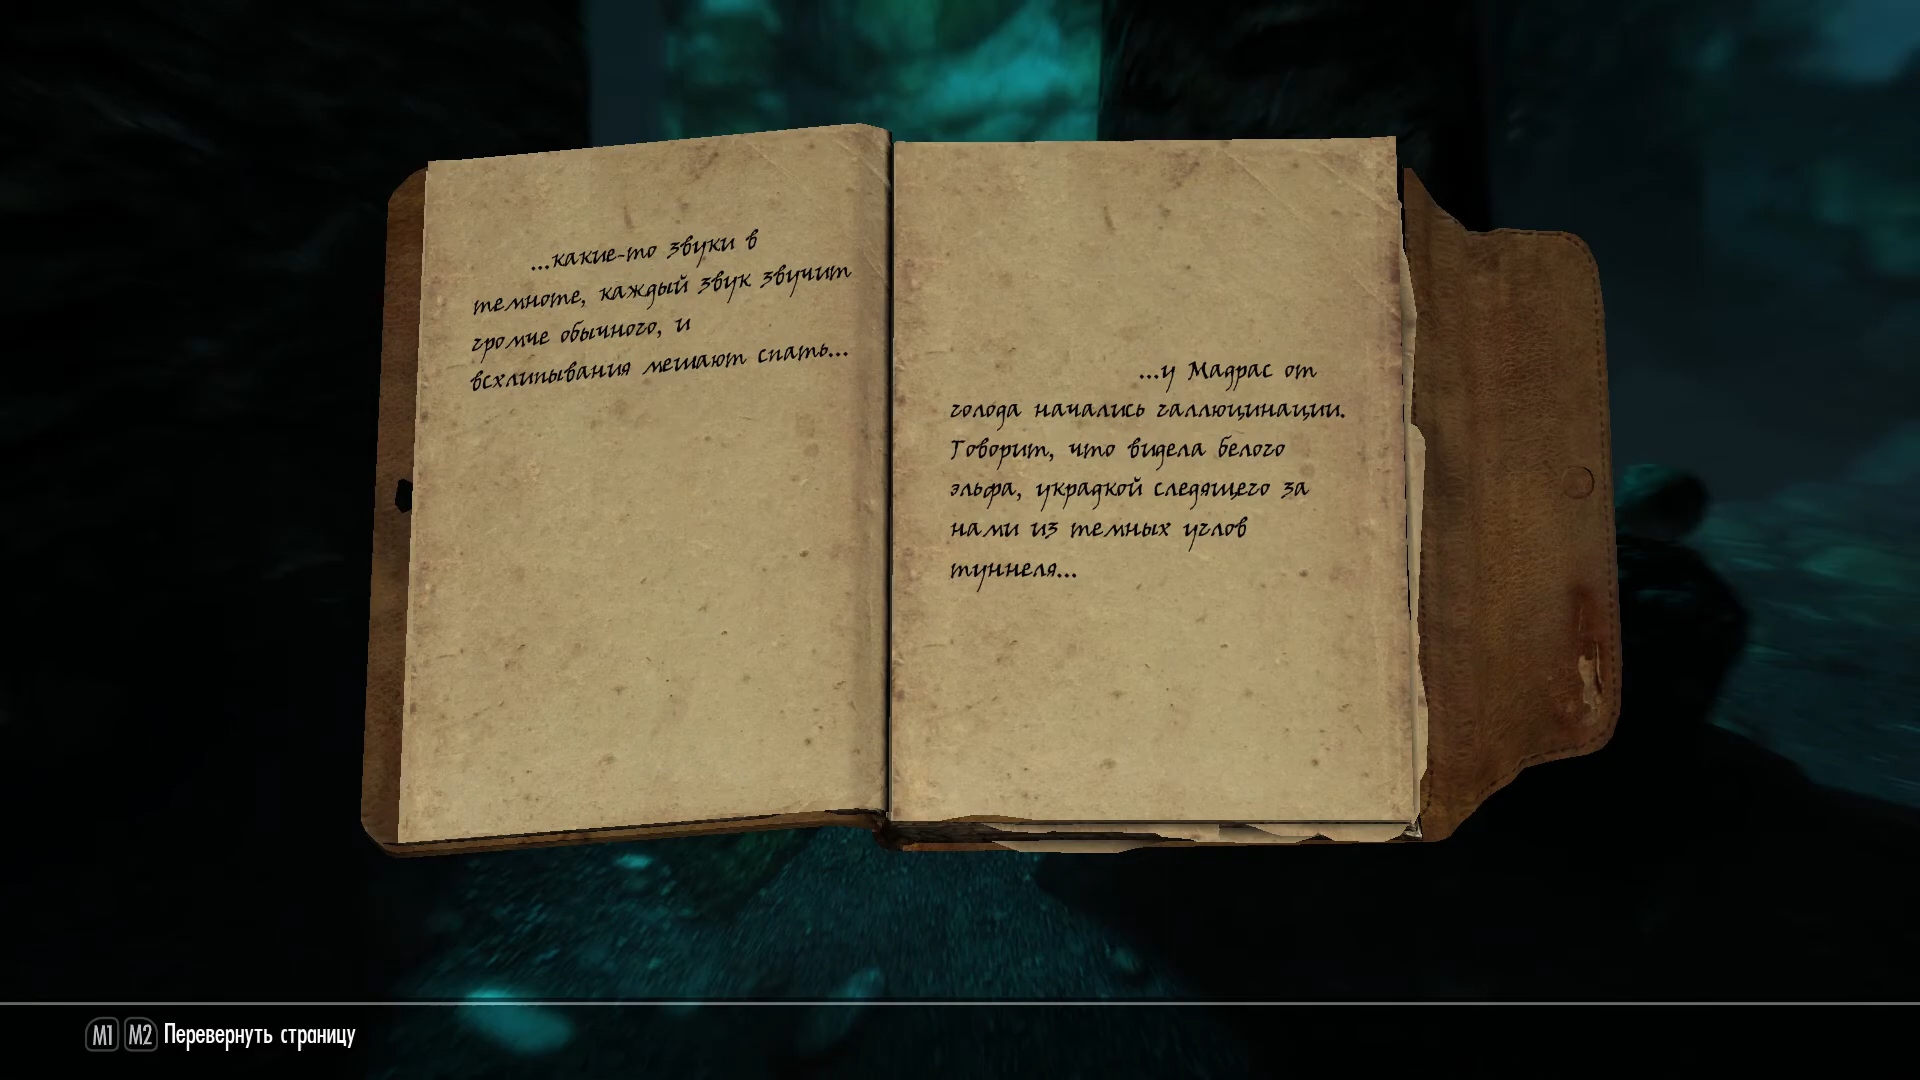 ...какие-то звуки в
темноте, каждый звук звучит
громче обычного, и
всхлипывания мешают спать...
...у Мадрас от
голода начались галлюцинации.
Говорит, что видела белого
эльфа, украдкой следящего за
нами из темных углов
туннеля...
M1 M2 Перевернуть страницу